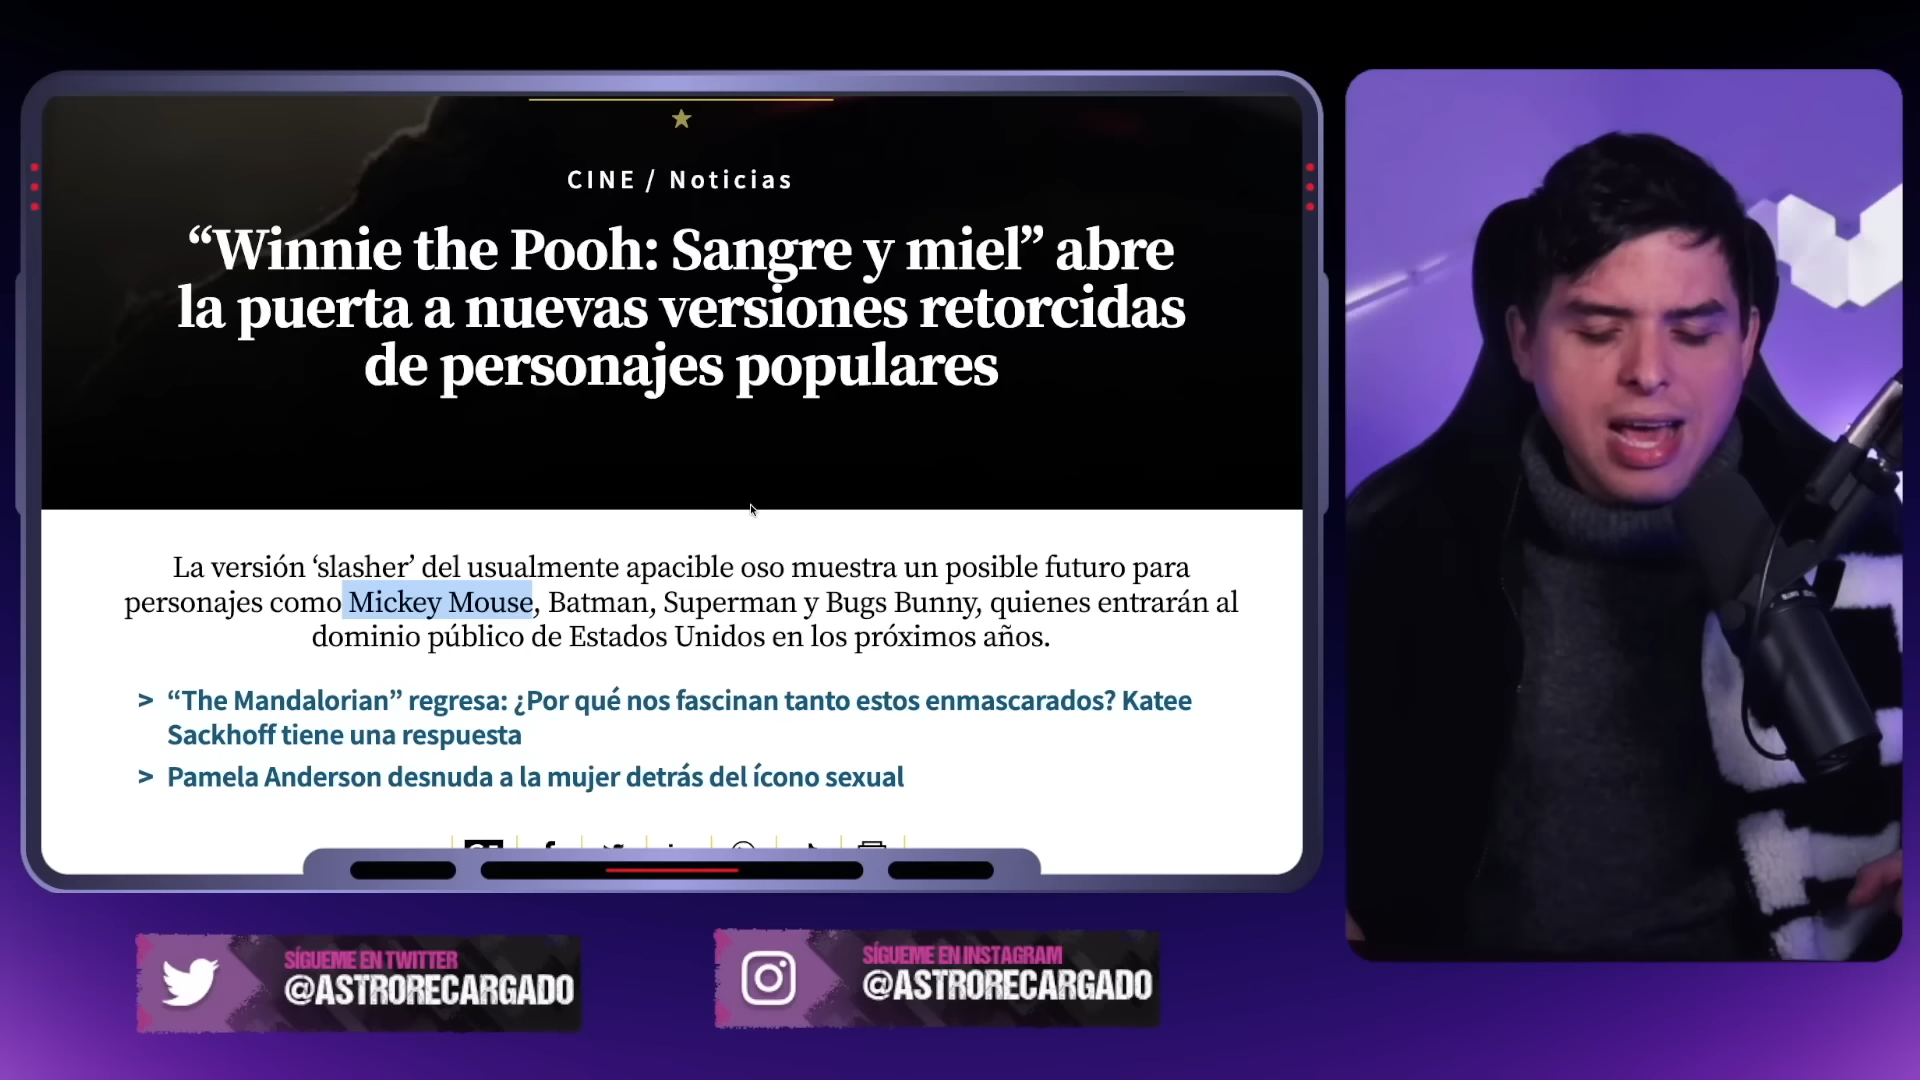 CINE / Noticias
“Winnie the Pooh: Sangre y miel” abre
la puerta a nuevas versiones retorcidas
de personajes populares
La versión ‘slasher’ del usualmente apacible oso muestra un posible futuro para
personajes como Mickey Mouse, Batman, Superman y Bugs Bunny, quienes entrarán al
dominio público de Estados Unidos en los próximos años.
> “The Mandalorian” regresa: ¿Por qué nos fascinan tanto estos enmascarados? Katee
Sackhoff tiene una respuesta
> Pamela Anderson desnuda a la mujer detrás del ícono sexual
SÍGUEME EN TWITTER
@ASTRORECARGADO
SÍGUEME EN INSTAGRAM
@ASTRORECARGADO